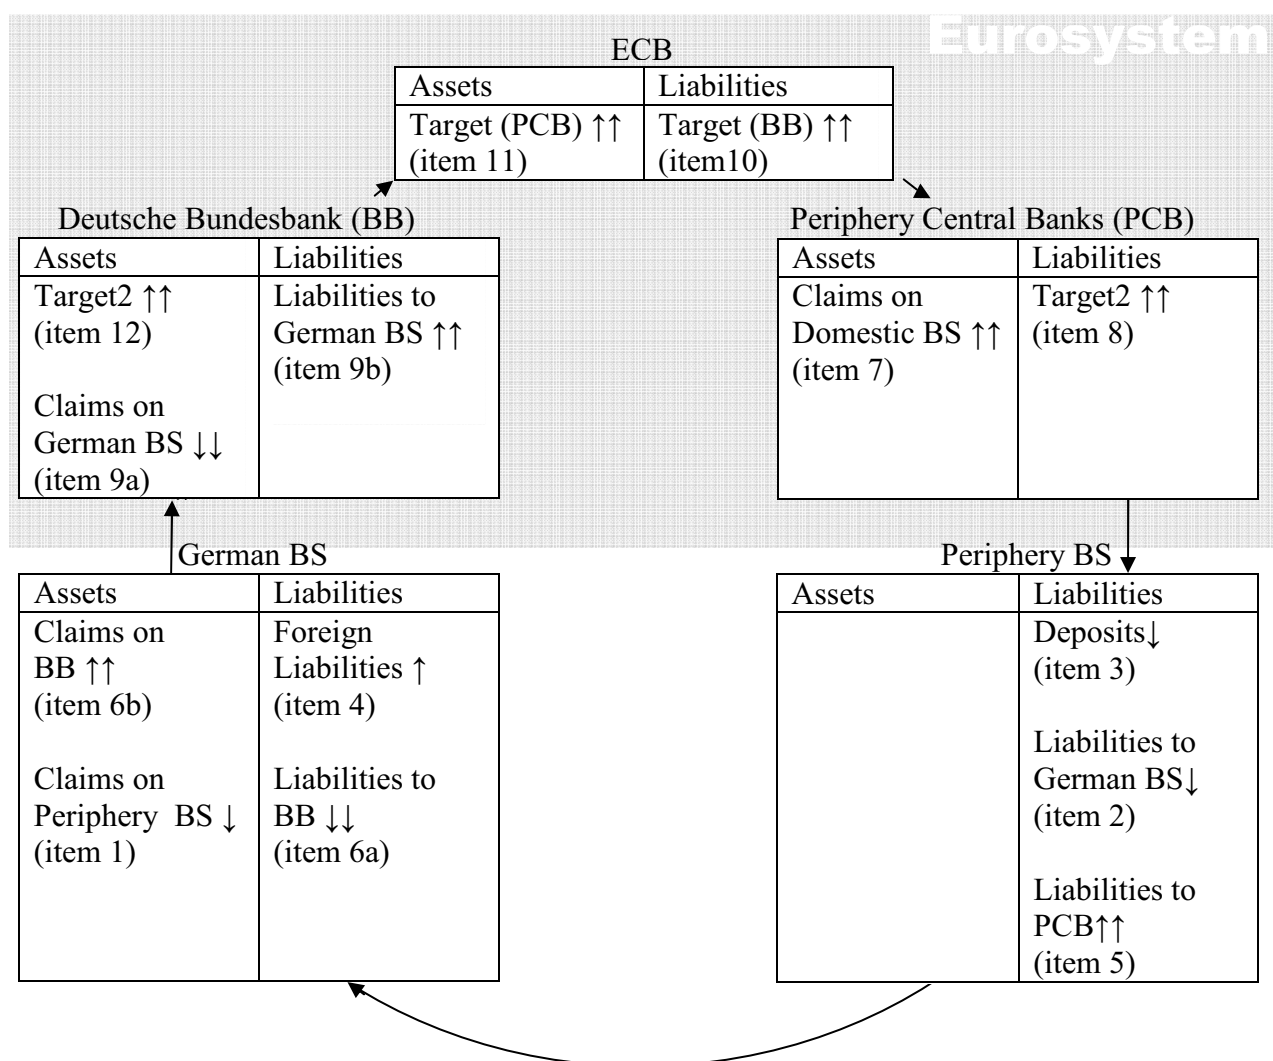 Eurosystem
ECB
Assets
Liabilities
Target (PCB) ↑↑
(item 11)
Target (BB) ↑↑
(item10)
Deutsche Bundesbank (BB)
Assets
Liabilities
Target2 ↑↑
(item 12)
Claims on
German BS ↓↓
(item 9a)
Liabilities to
German BS ↑↑
(item 9b)
Periphery Central Banks (PCB)
Assets
Liabilities
Claims on
Domestic BS ↑↑
(item 7)
Target2 ↑↑
(item 8)
German BS
Assets
Liabilities
Claims on
BB ↑↑
(item 6b)
Claims on
Periphery BS ↓
(item 1)
Foreign
Liabilities ↑
(item 4)
Liabilities to
BB ↓↓
(item 6a)
Periphery BS
Assets
Liabilities
Deposits↓
(item 3)
Liabilities to
German BS↓
(item 2)
Liabilities to
PCB↑↑
(item 5)